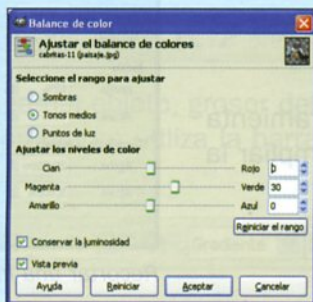 Balance de color
Ajustar el balance de colores
cabritas-11 (paisaje.jpg)
Seleccione el rango para ajustar
Sombras
Tonos medios
Puntos de luz
Ajustar los niveles de color
Cian Rojo 0
Magenta Verde 30
Amarillo Azul 0
Reiniciar el rango
Conservar la luminosidad
Vista previa
Ayuda Reiniciar Aceptar Cancelar